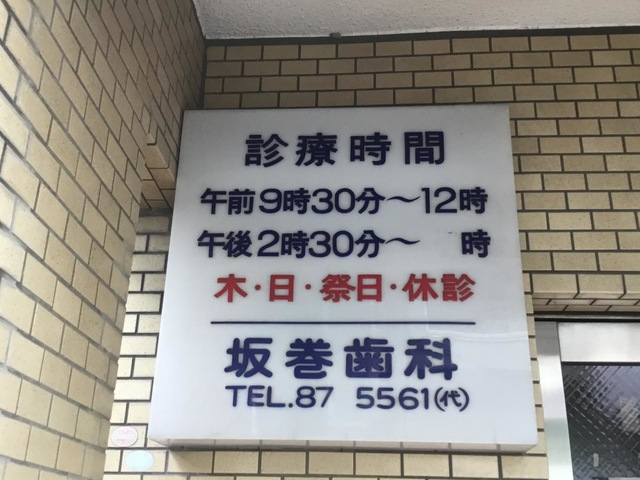 診療時間
午前9時30分〜12時
午後2時30分〜 時
木・日・祭日・休診
坂巻歯科
TEL.87 5561(代)